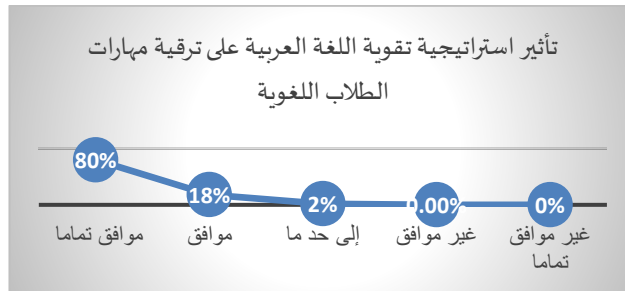 تأثير استراتيجية تقوية اللغة العربية على ترقية مهارات
الطلاب اللغوية
80%
18%
2%
0.00%
0%
موافق تماما
موافق
إلى حد ما
غير موافق
غير موافق
تماما